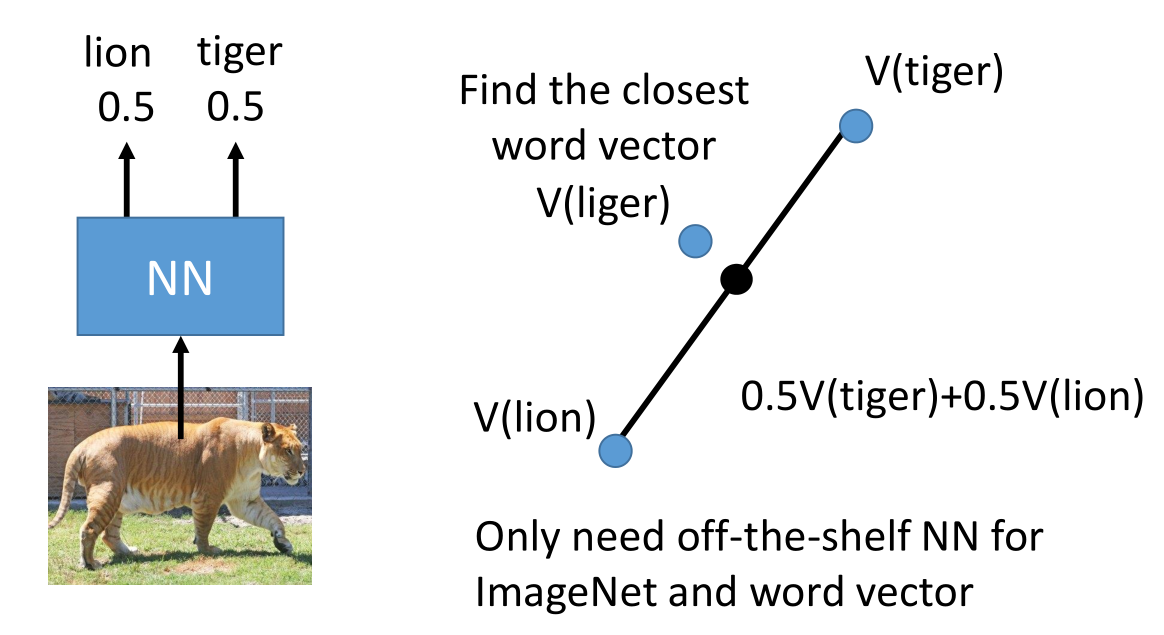 lion tiger
0.5 0.5
NN
Find the closest
word vector
V(liger)
V(tiger)
V(lion)
0.5V(tiger)+0.5V(lion)
Only need off-the-shelf NN for
ImageNet and word vector